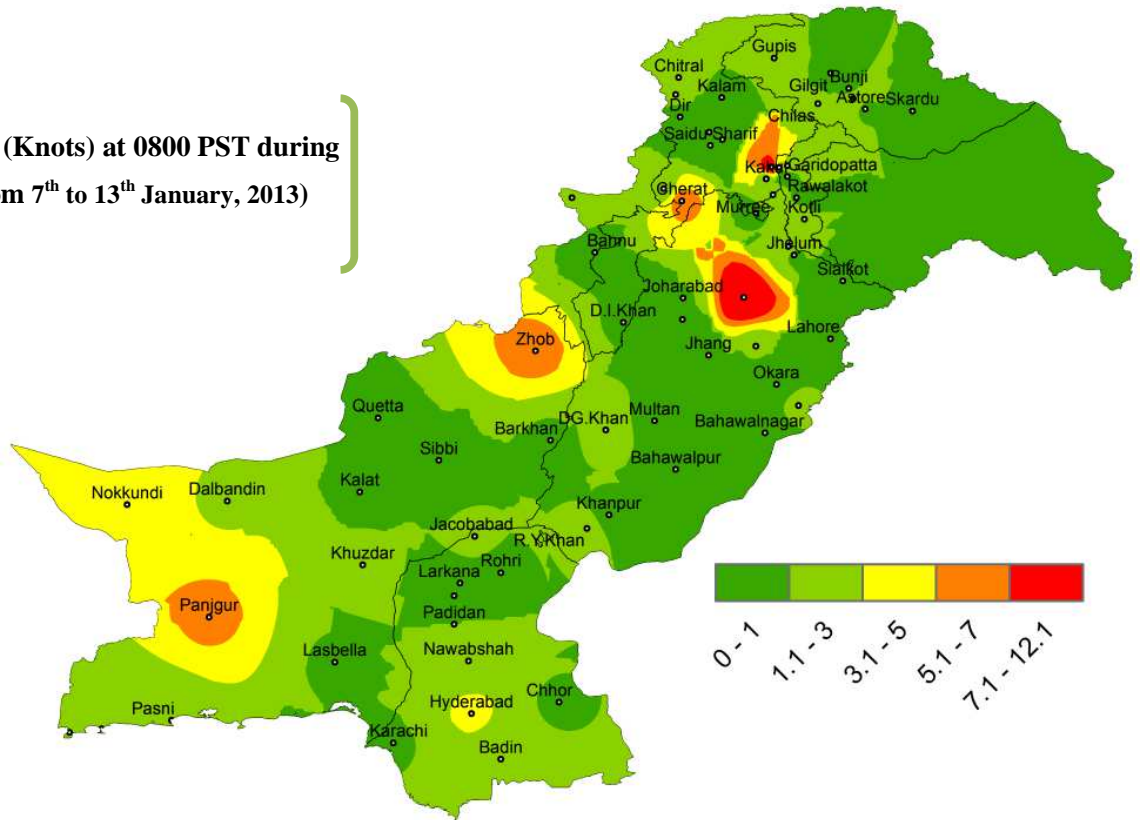 (Knots) at 0800 PST during
m 7th to 13th January, 2013)
Gupis
Chitral
Bunji
Gilgit
Kalam
Astore
Skardu
Dir
Chilas
Saidu Sharif
Garidopatta
Kakul
Cherat
Rawalakot
Murree
Kotli
Bannu
Jhelum
Sialkot
Joharabad
D.I.Khan
Lahore
Zhob
Jhang
Okara
Quetta
DG.Khan
Multan
Barkhan
Bahawalnagar
Sibbi
Bahawalpur
Kalat
Nokkundi
Dalbandin
Khanpur
Jacobabad
R.Y.Khan
Khuzdar
Rohri
Larkana
Panjgur
Padidan
Lasbella
Nawabshah
Chhor
Hyderabad
Pasni
Karachi
Badin
0 - 1
1.1 - 3
3.1 - 5
5.1 - 7
7.1 - 12.1